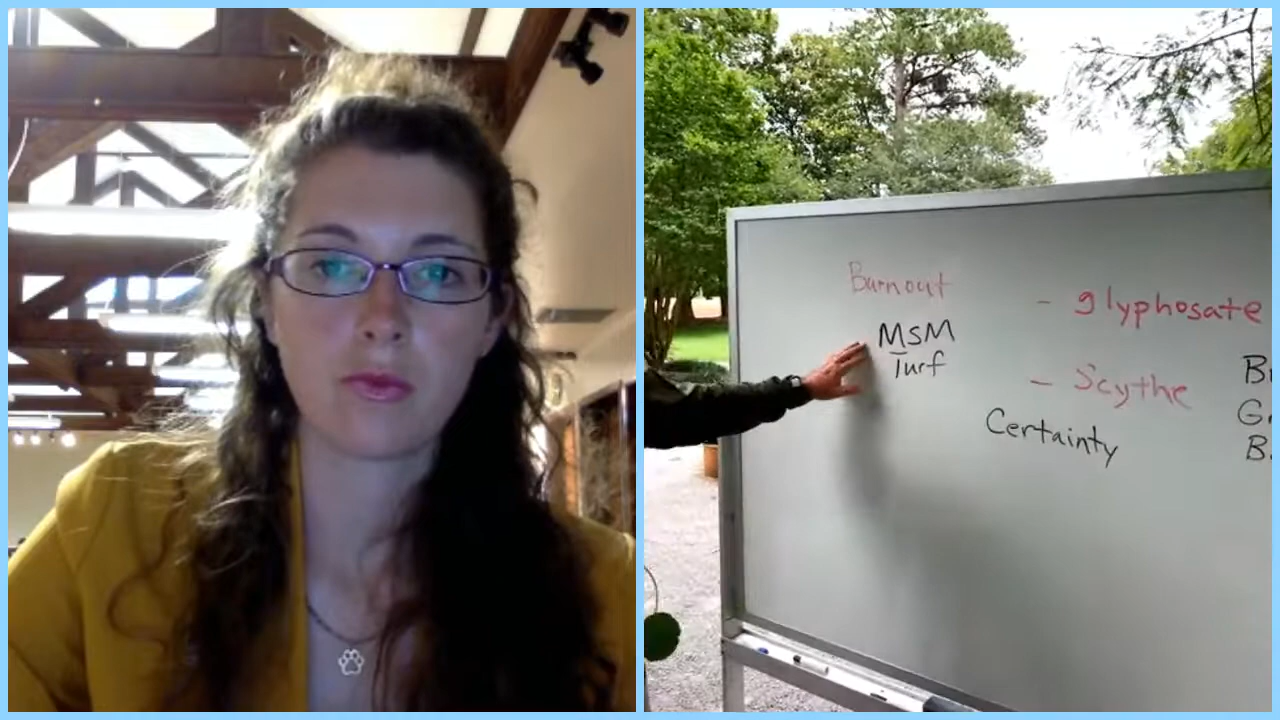 Burnout
- glyphosate
MSM
Turf
- Scythe
Certainty